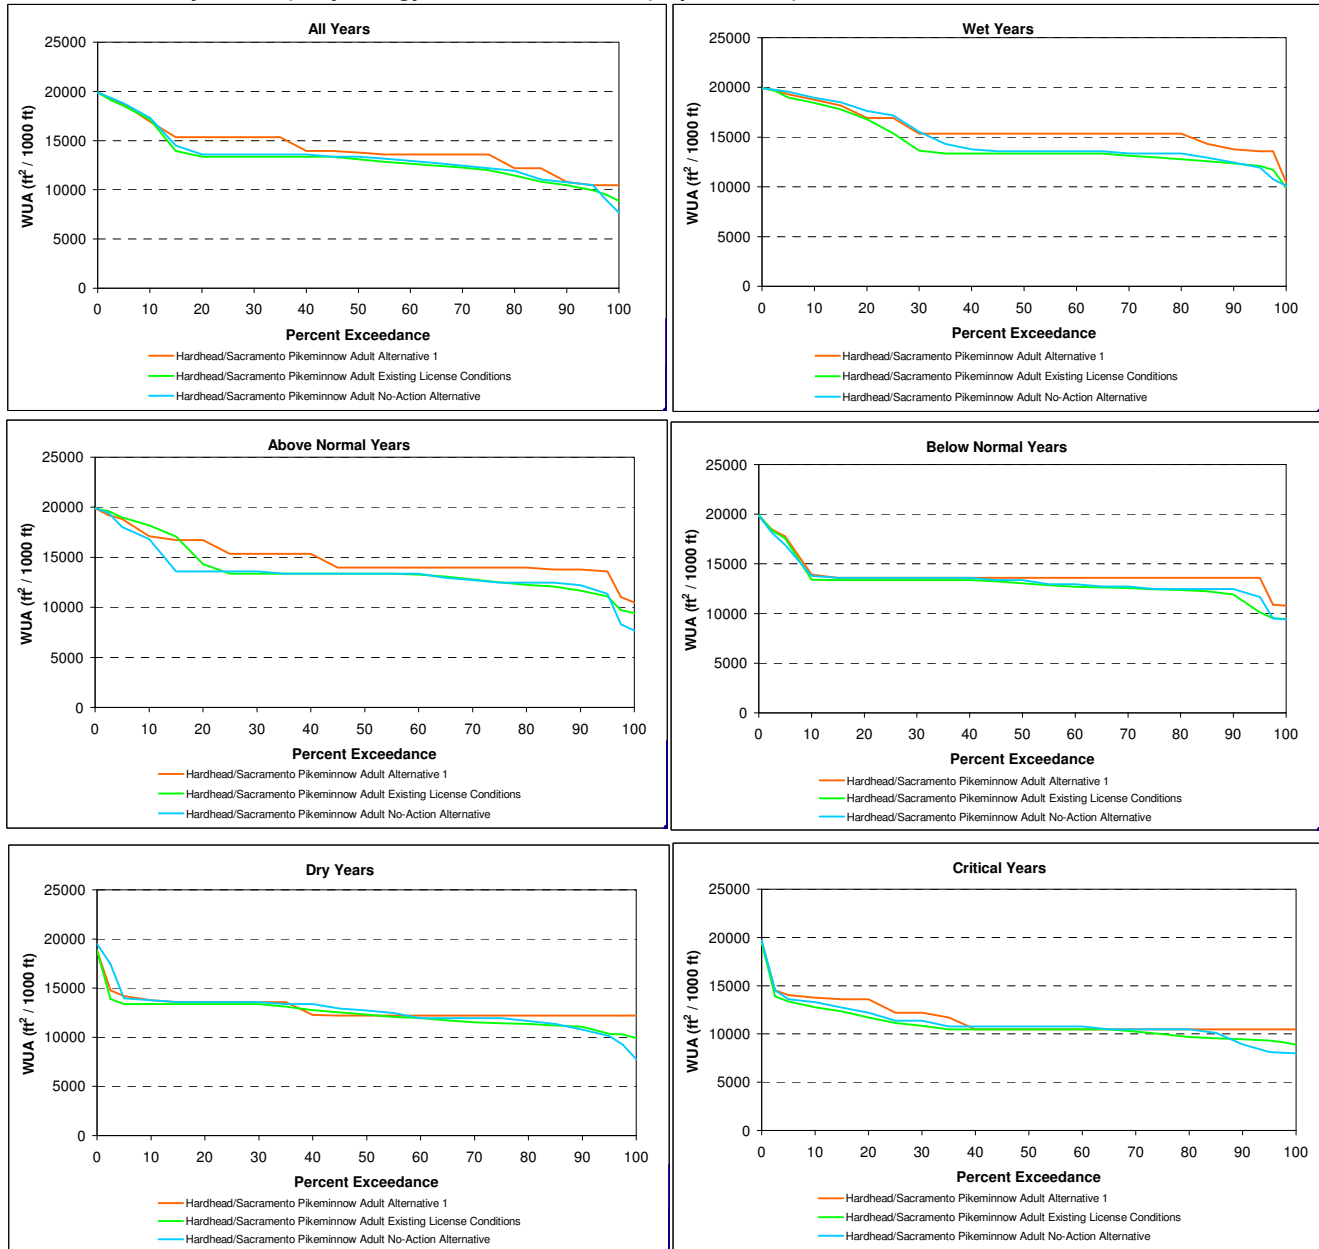 All Years
25000
20000
15000
10000
5000
0
WUA (ft² / 1000 ft)
0 10 20 30 40 50 60 70 80 90 100
Percent Exceedance
Hardhead/Sacramento Pikeminnow Adult Alternative 1
Hardhead/Sacramento Pikeminnow Adult Existing License Conditions
Hardhead/Sacramento Pikeminnow Adult No-Action Alternative
Wet Years
25000
20000
15000
10000
5000
0
WUA (ft² / 1000 ft)
0 10 20 30 40 50 60 70 80 90 100
Percent Exceedance
Hardhead/Sacramento Pikeminnow Adult Alternative 1
Hardhead/Sacramento Pikeminnow Adult Existing License Conditions
Hardhead/Sacramento Pikeminnow Adult No-Action Alternative
Above Normal Years
25000
20000
15000
10000
5000
0
WUA (ft² / 1000 ft)
0 10 20 30 40 50 60 70 80 90 100
Percent Exceedance
Hardhead/Sacramento Pikeminnow Adult Alternative 1
Hardhead/Sacramento Pikeminnow Adult Existing License Conditions
Hardhead/Sacramento Pikeminnow Adult No-Action Alternative
Below Normal Years
25000
20000
15000
10000
5000
0
WUA (ft² / 1000 ft)
0 10 20 30 40 50 60 70 80 90 100
Percent Exceedance
Hardhead/Sacramento Pikeminnow Adult Alternative 1
Hardhead/Sacramento Pikeminnow Adult Existing License Conditions
Hardhead/Sacramento Pikeminnow Adult No-Action Alternative
Dry Years
25000
20000
15000
10000
5000
0
WUA (ft² / 1000 ft)
0 10 20 30 40 50 60 70 80 90 100
Percent Exceedance
Hardhead/Sacramento Pikeminnow Adult Alternative 1
Hardhead/Sacramento Pikeminnow Adult Existing License Conditions
Hardhead/Sacramento Pikeminnow Adult No-Action Alternative
Critical Years
25000
20000
15000
10000
5000
0
WUA (ft² / 1000 ft)
0 10 20 30 40 50 60 70 80 90 100
Percent Exceedance
Hardhead/Sacramento Pikeminnow Adult Alternative 1
Hardhead/Sacramento Pikeminnow Adult Existing License Conditions
Hardhead/Sacramento Pikeminnow Adult No-Action Alternative